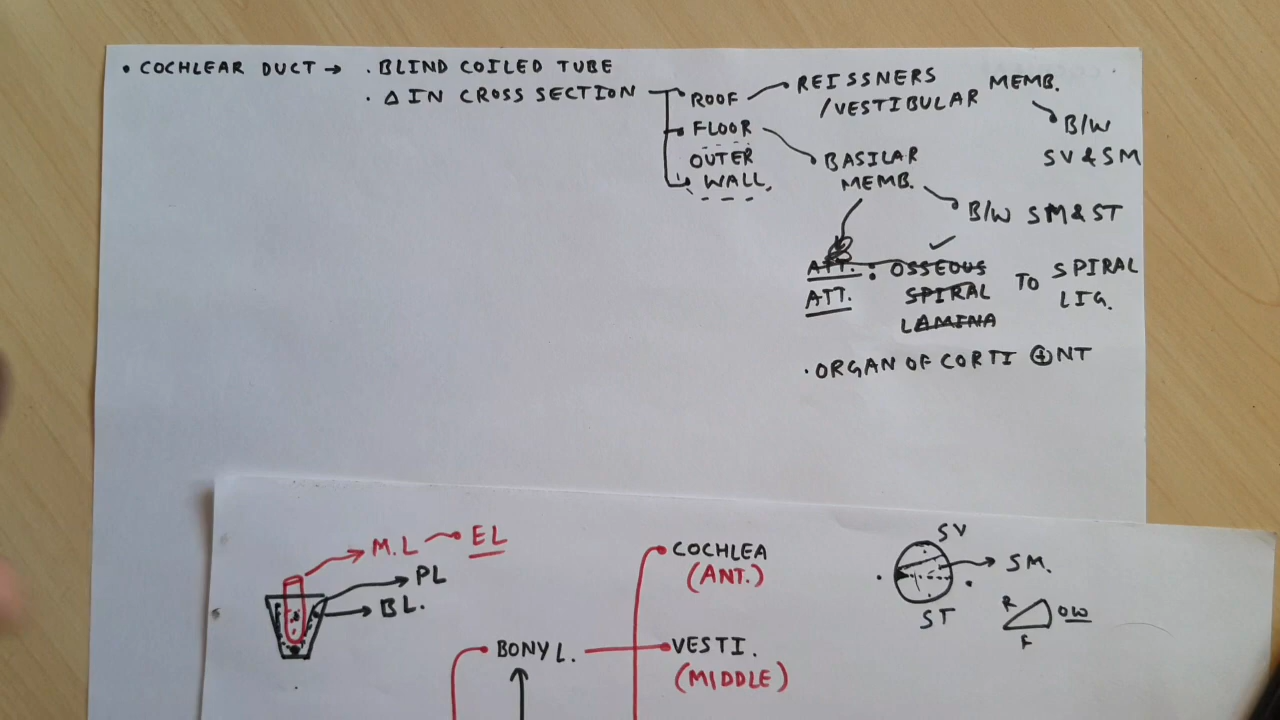 • COCHLEAR DUCT → . BLIND COILED TUBE
. Δ IN CROSS SECTION
ROOF
REISSNERS
/VESTIBULAR MEMB.
B/W
SV & SM
FLOOR
BASILAR
MEMB.
B/W SM & ST
OUTER
WALL.
ATT. : OSSEOUS
ATT. SPIRAL
LAMINA
TO SPIRAL
LIG.
. ORGAN OF CORTI ⊕NT
M.L EL
PL
BL.
BONY L.
COCHLEA
(ANT.)
VESTI.
(MIDDLE)
SV
SM.
ST
R
OW
F